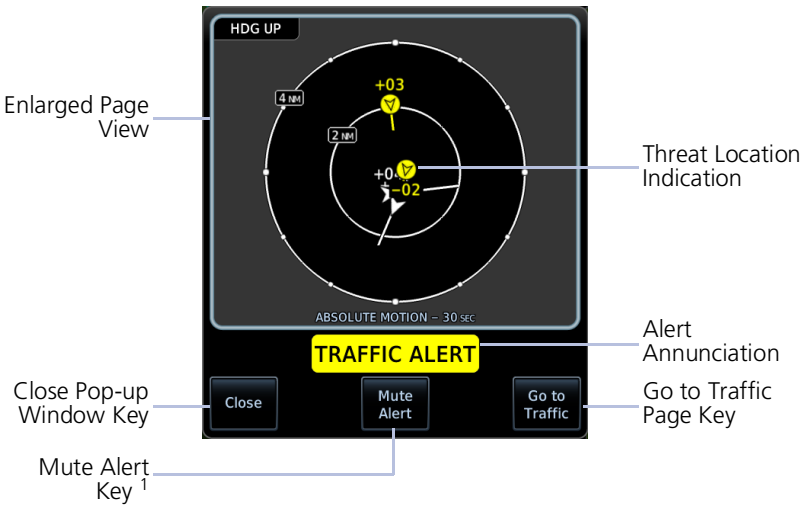 HDG UP
+03
4 NM
2 NM
-02
Enlarged Page
View
Threat Location
Indication
ABSOLUTE MOTION – 30 SEC
TRAFFIC ALERT
Alert
Annunciation
Close Pop-up
Window Key
Close
Mute
Alert
Go to
Traffic
Go to Traffic
Page Key
Mute Alert
Key 1